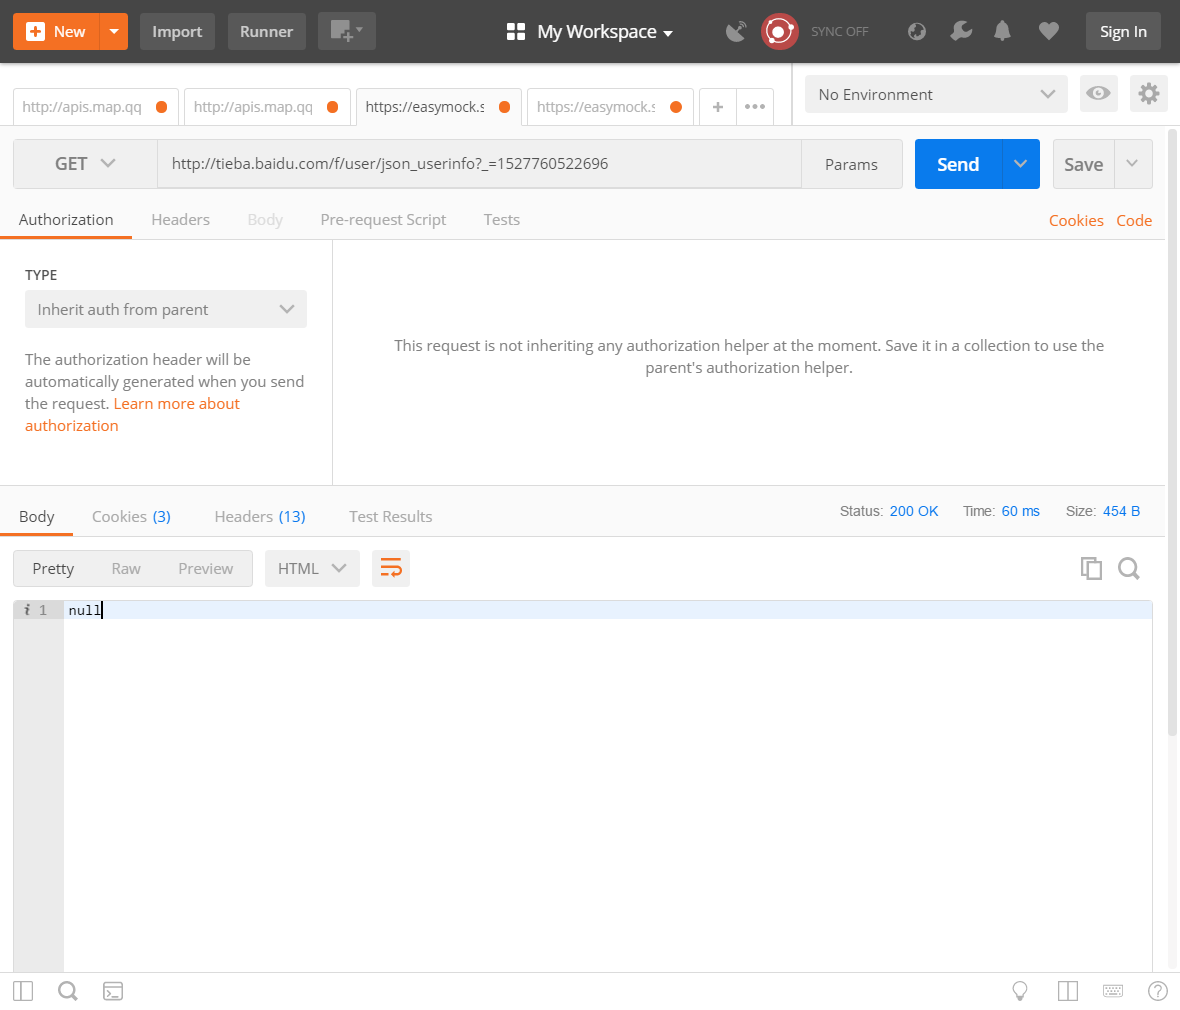 New Import Runner My Workspace SYNC OFF Sign In
http://apis.map.qq http://apis.map.qq https://easymock.s https://easymock.s + ••• No Environment
GET http://tieba.baidu.com/f/user/json_userinfo?_=1527760522696 Params Send Save
Authorization Headers Body Pre-request Script Tests Cookies Code
TYPE
Inherit auth from parent
The authorization header will be
automatically generated when you send
the request. Learn more about
authorization
This request is not inheriting any authorization helper at the moment. Save it in a collection to use the
parent's authorization helper.
Body Cookies (3) Headers (13) Test Results Status: 200 OK Time: 60 ms Size: 454 B
Pretty Raw Preview HTML
i 1 null